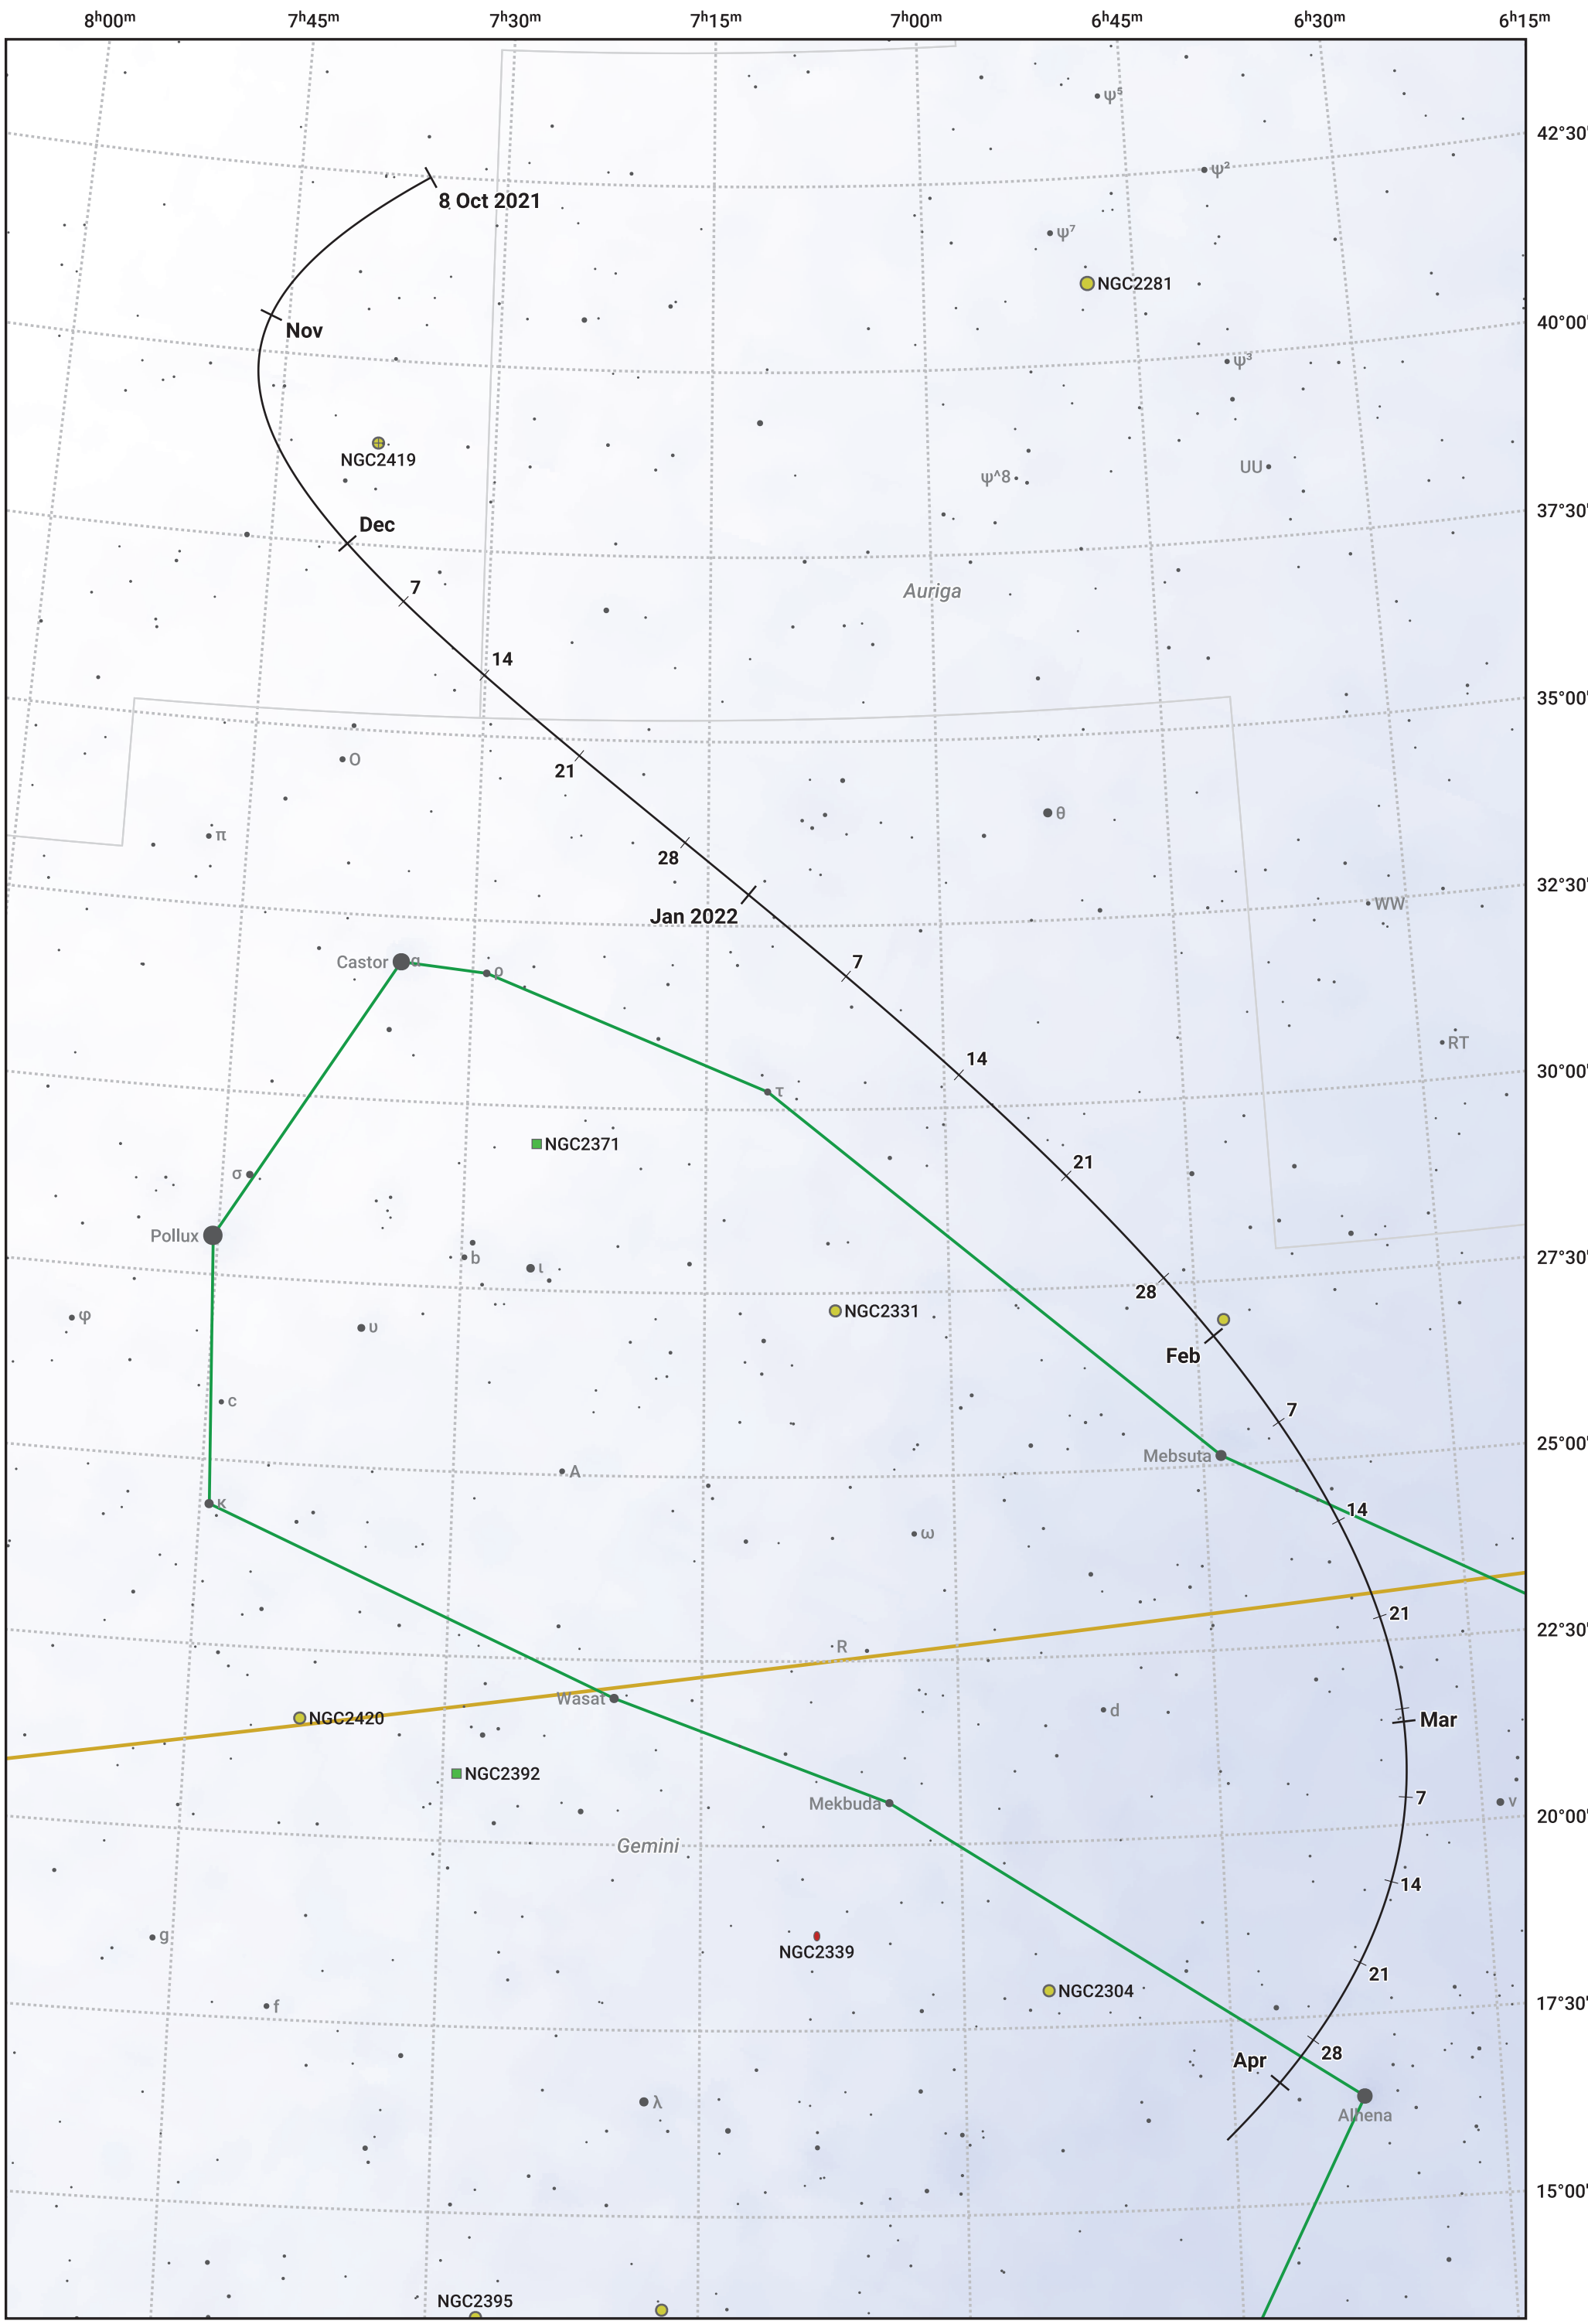 8ʰ00ᵐ 7ʰ45ᵐ 7ʰ30ᵐ 7ʰ15ᵐ 7ʰ00ᵐ 6ʰ45ᵐ 6ʰ30ᵐ 6ʰ15ᵐ
ψ⁵
42°30'
ψ²
8 Oct 2021
ψ⁷
NGC2281
40°00'
Nov
ψ³
NGC2419
UU
ψ^8
37°30'
Dec
7
Auriga
14
35°00'
O
21
θ
π
28
32°30'
WW
Jan 2022
Castor
α
ρ
7
RT
14
30°00'
τ
NGC2371
21
σ
Pollux
27°30'
b
ι
28
NGC2331
φ
υ
Feb
c
7
25°00'
Mebsuta
A
κ
14
ω
21
22°30'
R
Wasat
d
NGC2420
Mar
NGC2392
7
ν
Mekbuda
20°00'
Gemini
14
g
NGC2339
21
NGC2304
17°30'
f
28
Apr
λ
Alhena
15°00'
NGC2395